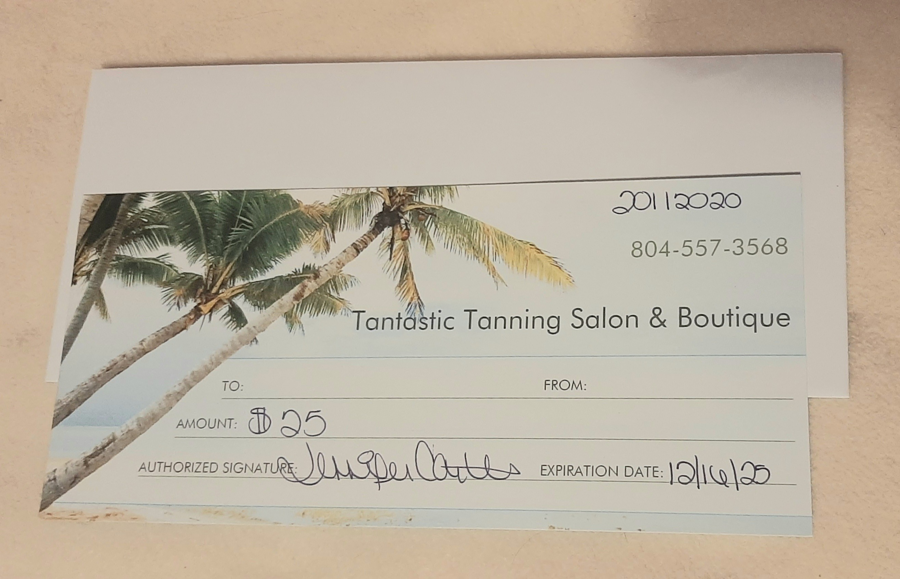 20112020
804-557-3568
Tantastic Tanning Salon & Boutique
TO: FROM:
AMOUNT: $25
AUTHORIZED SIGNATURE: Jennifer EXPIRATION DATE: 12/16/25